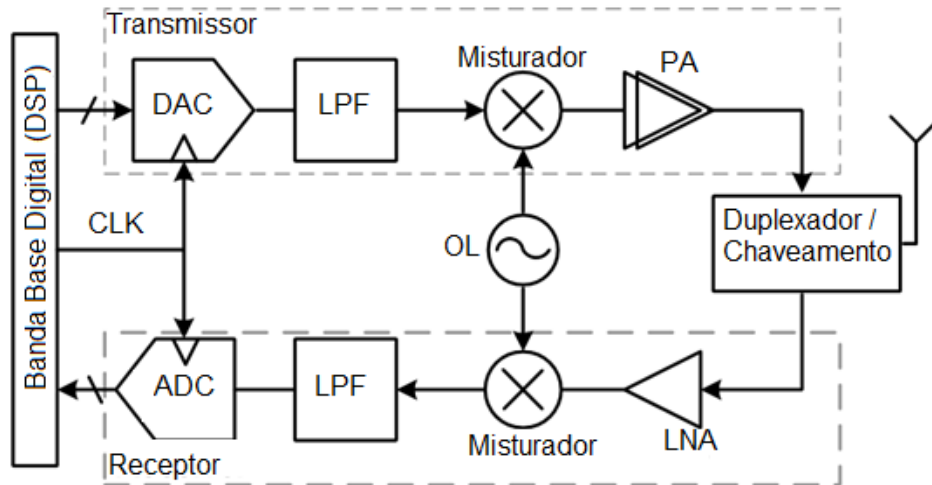 Transmissor
Banda Base Digital (DSP)
DAC
LPF
Misturador
PA
CLK
OL
Duplexador /
Chaveamento
ADC
LPF
Misturador
LNA
Receptor